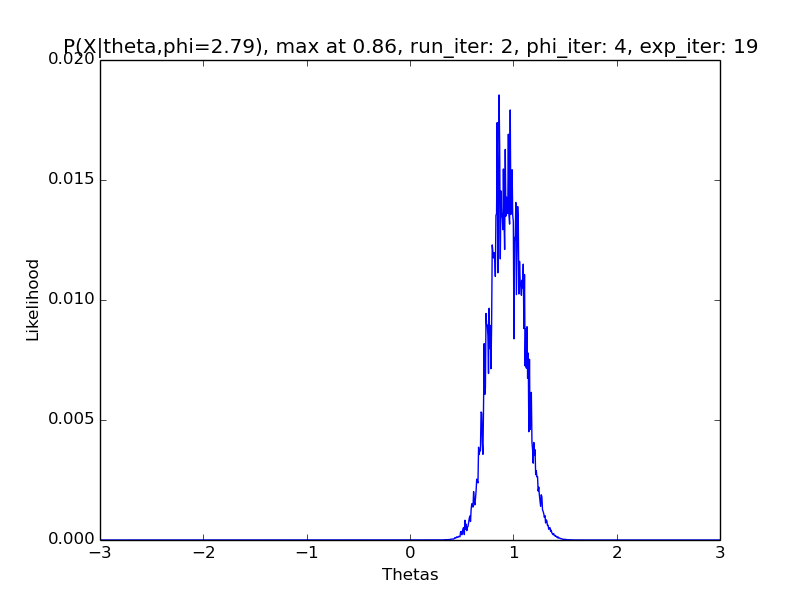 P(X|theta,phi=2.79), max at 0.86, run_iter: 2, phi_iter: 4, exp_iter: 19
0.020
0.015
0.010
0.005
0.000
Likelihood
−3 −2 −1 0 1 2 3
Thetas